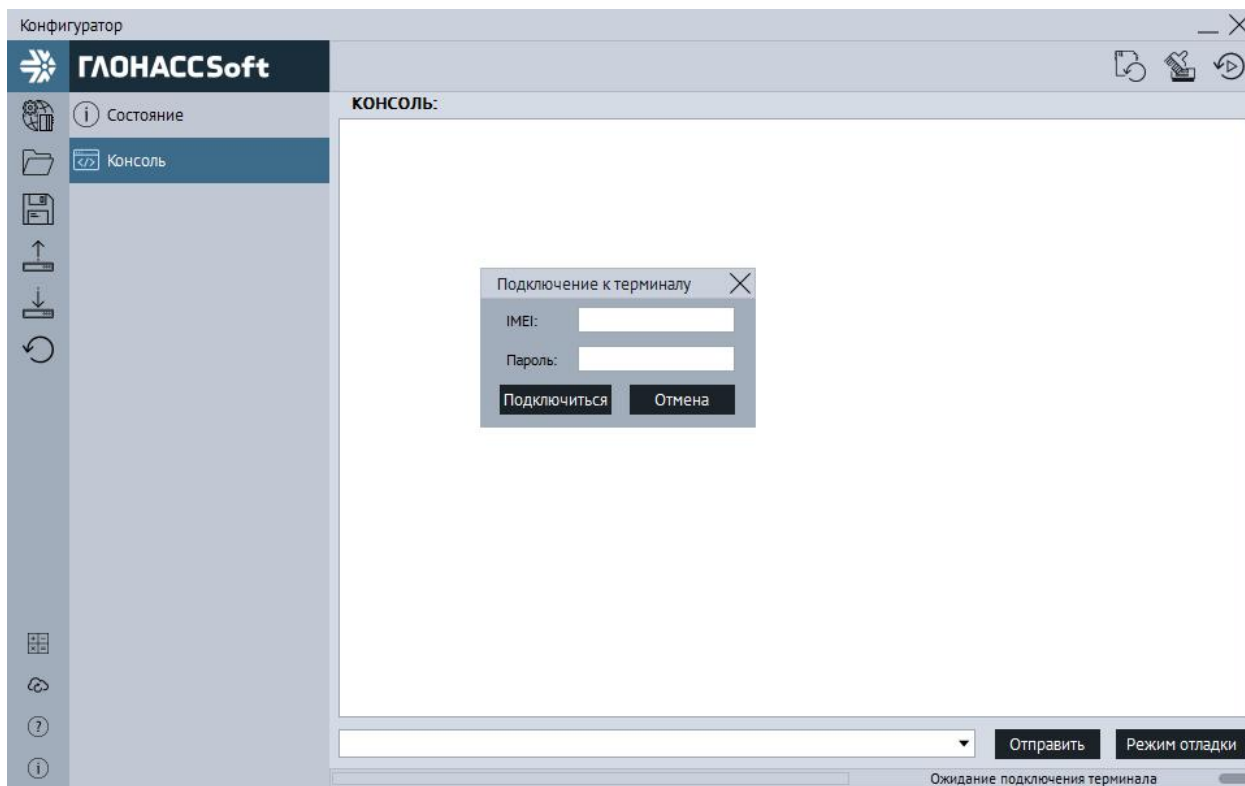 Конфигуратор
ГЛОНАССSoft
Состояние
Консоль
КОНСОЛЬ:
Подключение к терминалу
IMEI:
Пароль:
Подключиться Отмена
Отправить Режим отладки
Ожидание подключения терминала